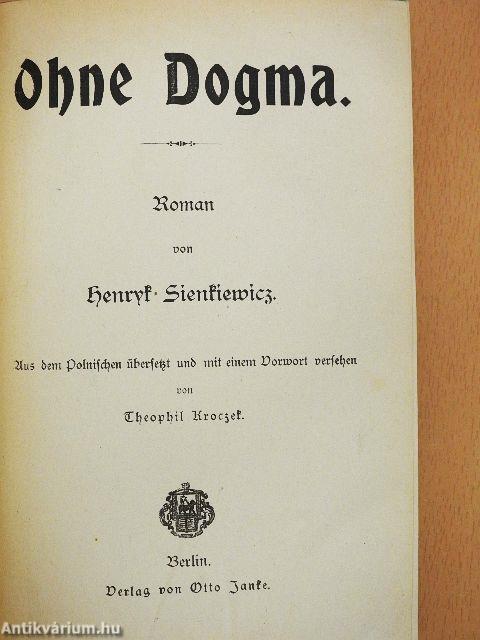 Ohne Dogma.
Roman
von
Henryk Sienkiewicz.
Aus dem Polnischen übersetzt und mit einem Vorwort versehen
von
Theophil Kroczek.
Berlin.
Verlag von Otto Janke.
Antikvárium.hu